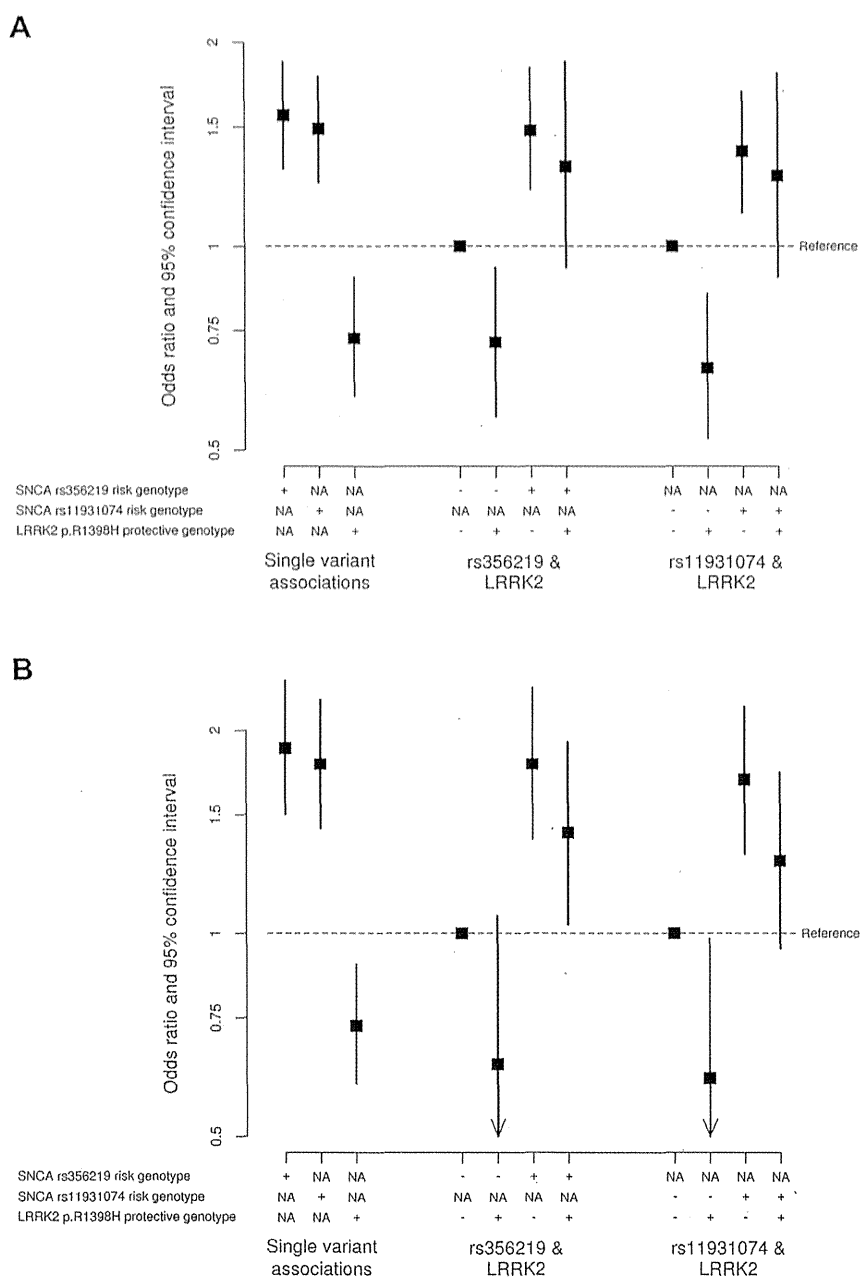 A
Odds ratio and 95% confidence interval
2
1.5
1
0.75
0.5
Reference
SNCA rs356219 risk genotype + NA NA - - + + NA NA NA NA
SNCA rs11931074 risk genotype NA + NA NA NA NA NA - - + +
LRRK2 p.R1398H protective genotype NA NA + - + - + - + - +
Single variant associations
rs356219 & LRRK2
rs11931074 & LRRK2
B
Odds ratio and 95% confidence interval
2
1.5
1
0.75
0.5
Reference
SNCA rs356219 risk genotype + NA NA - - + + NA NA NA NA
SNCA rs11931074 risk genotype NA + NA NA NA NA NA - - + +
LRRK2 p.R1398H protective genotype NA NA + - + - + - + - +
Single variant associations
rs356219 & LRRK2
rs11931074 & LRRK2